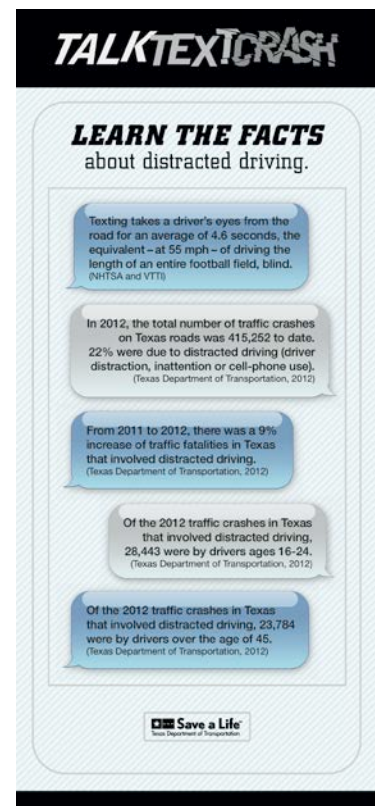 TALKTEXTCRASH
LEARN THE FACTS
about distracted driving.
Texting takes a driver's eyes from the
road for an average of 4.6 seconds, the
equivalent – at 55 mph – of driving the
length of an entire football field, blind.
(NHTSA and VTTI)
In 2012, the total number of traffic crashes
on Texas roads was 415,252 to date.
22% were due to distracted driving (driver
distraction, inattention or cell-phone use).
(Texas Department of Transportation, 2012)
From 2011 to 2012, there was a 9%
increase of traffic fatalities in Texas
that involved distracted driving.
(Texas Department of Transportation, 2012)
Of the 2012 traffic crashes in Texas
that involved distracted driving,
28,443 were by drivers ages 16-24.
(Texas Department of Transportation, 2012)
Of the 2012 traffic crashes in Texas
that involved distracted driving, 23,784
were by drivers over the age of 45.
(Texas Department of Transportation, 2012)
Save a Life
Texas Department of Transportation